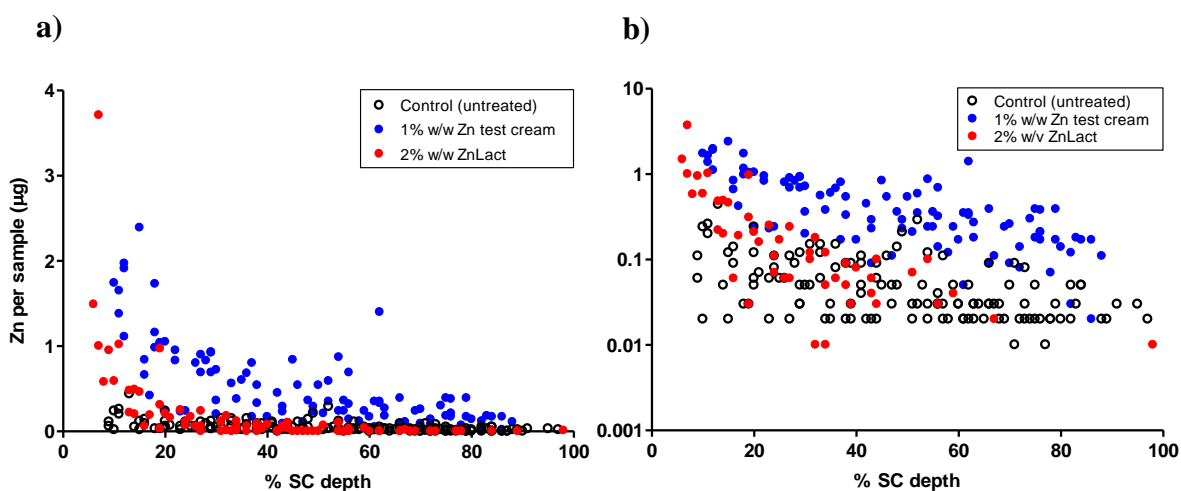 a)
Zn per sample (µg)
4
3
2
1
0
0 20 40 60 80 100
% SC depth
Control (untreated)
1% w/w Zn test cream
2% w/w ZnLact
b)
10
1
0.1
0.01
0.001
0 20 40 60 80 100
% SC depth
Control (untreated)
1% w/w Zn test cream
2% w/v ZnLact